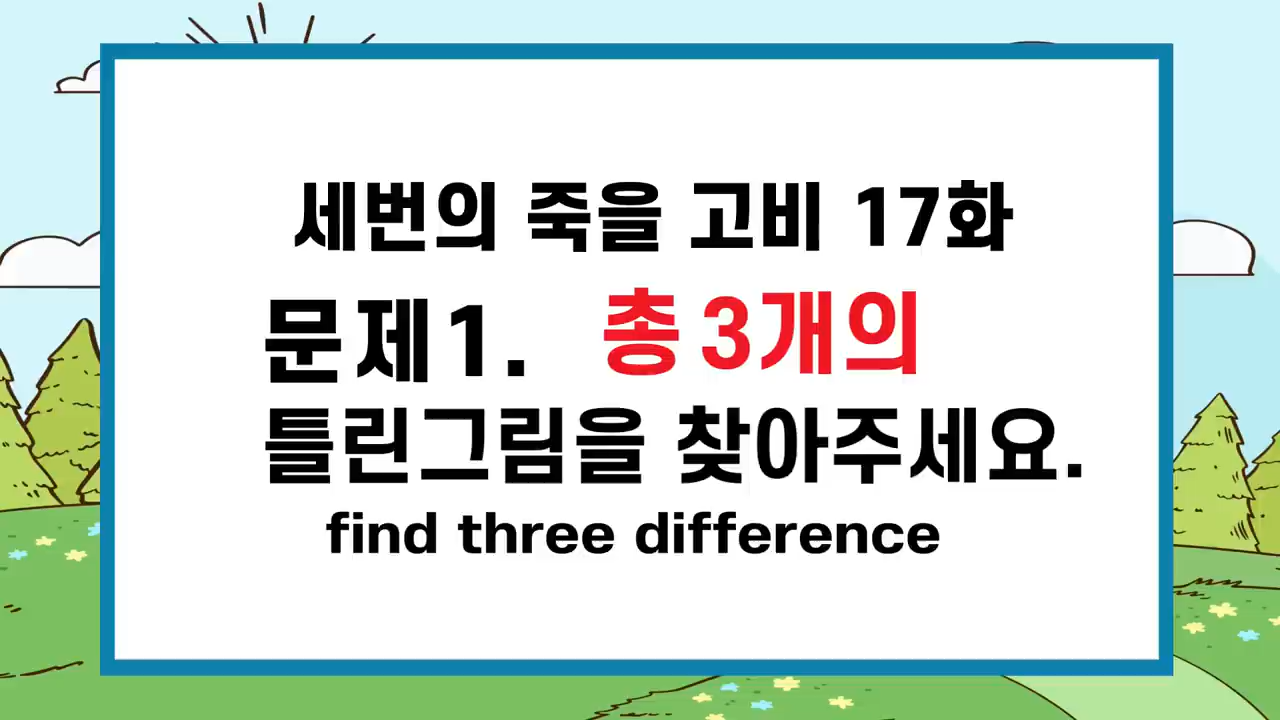 세번의 죽을 고비 17화
문제1. 총 3개의
틀린그림을 찾아주세요.
find three difference